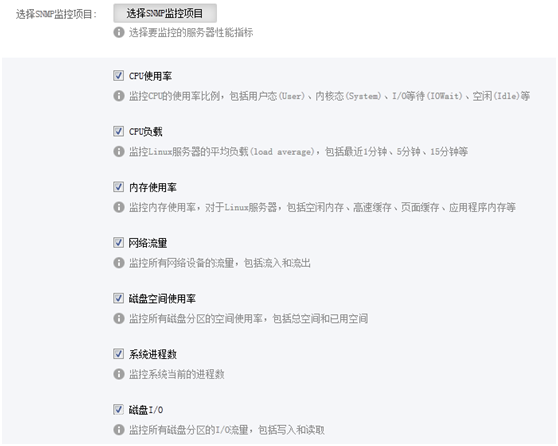 选择SNMP监控项目： 选择SNMP监控项目
选择要监控的服务器性能指标
CPU使用率
监控CPU的使用率比例，包括用户态(User)、内核态(System)、I/O等待(IOWait)、空闲(Idle)等
CPU负载
监控Linux服务器的平均负载(load average)，包括最近1分钟、5分钟、15分钟等
内存使用率
监控内存使用率，对于Linux服务器，包括空闲内存、高速缓存、页面缓存、应用程序内存等
网络流量
监控所有网络设备的流量，包括流入和流出
磁盘空间使用率
监控所有磁盘分区的空间使用率，包括总空间和已用空间
系统进程数
监控系统当前的进程数
磁盘I/O
监控所有磁盘分区的I/O流量，包括写入和读取